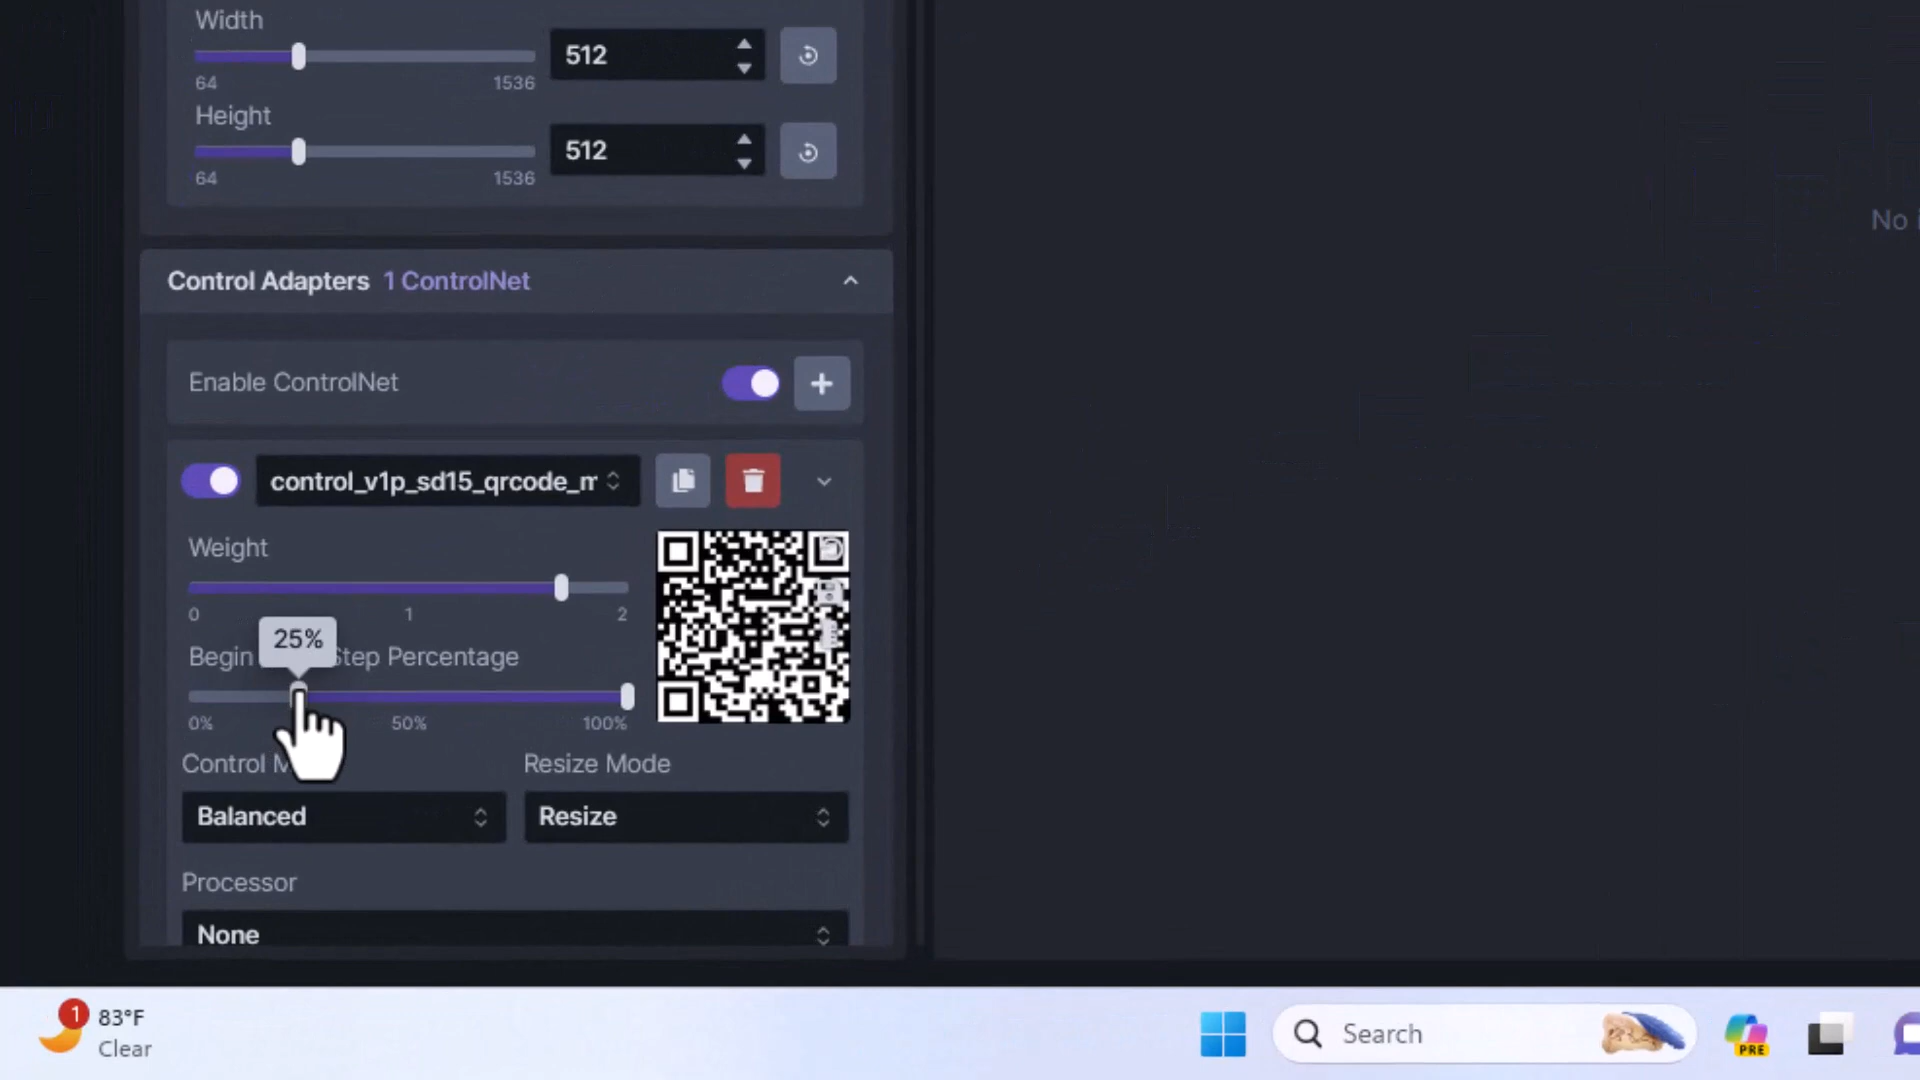 Width
512
64 1536
Height
512
64 1536
No
Control Adapters 1 ControlNet
Enable ControlNet
control_v1p_sd15_qrcode_m
Weight
0 1 2
25%
Begin Step Percentage
0% 50% 100%
Control M Resize Mode
Balanced Resize
Processor
None
1 83°F
Clear
Search
PRE